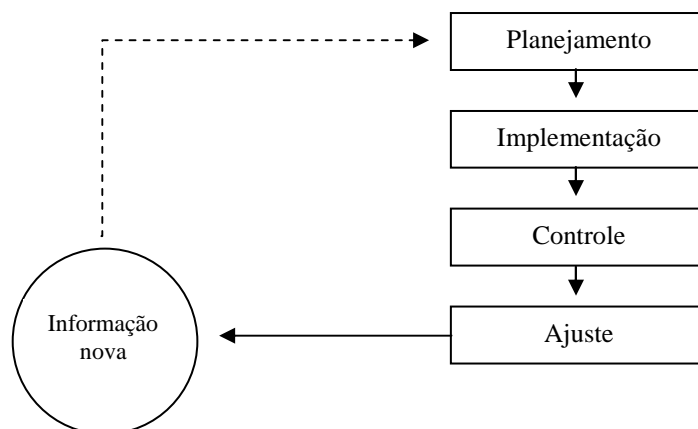 Planejamento
Implementação
Controle
Ajuste
Informação
nova